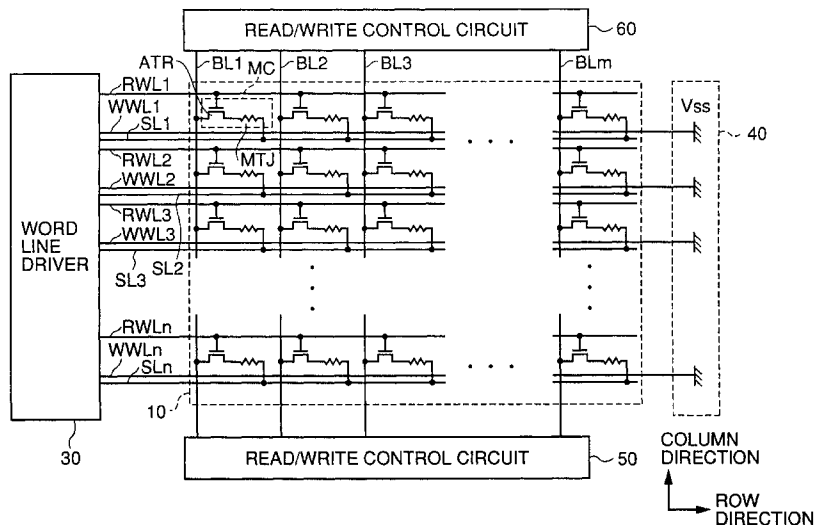 READ/WRITE CONTROL CIRCUIT
60
ATR
BL1
MC
BL2
BL3
BLm
RWL1
WWL1
SL1
Vss
40
MTJ
RWL2
WWL2
RWL3
WWL3
SL2
SL3
WORD
LINE
DRIVER
RWLn
WWLn
SLn
10
30
READ/WRITE CONTROL CIRCUIT
50
COLUMN
DIRECTION
ROW
DIRECTION